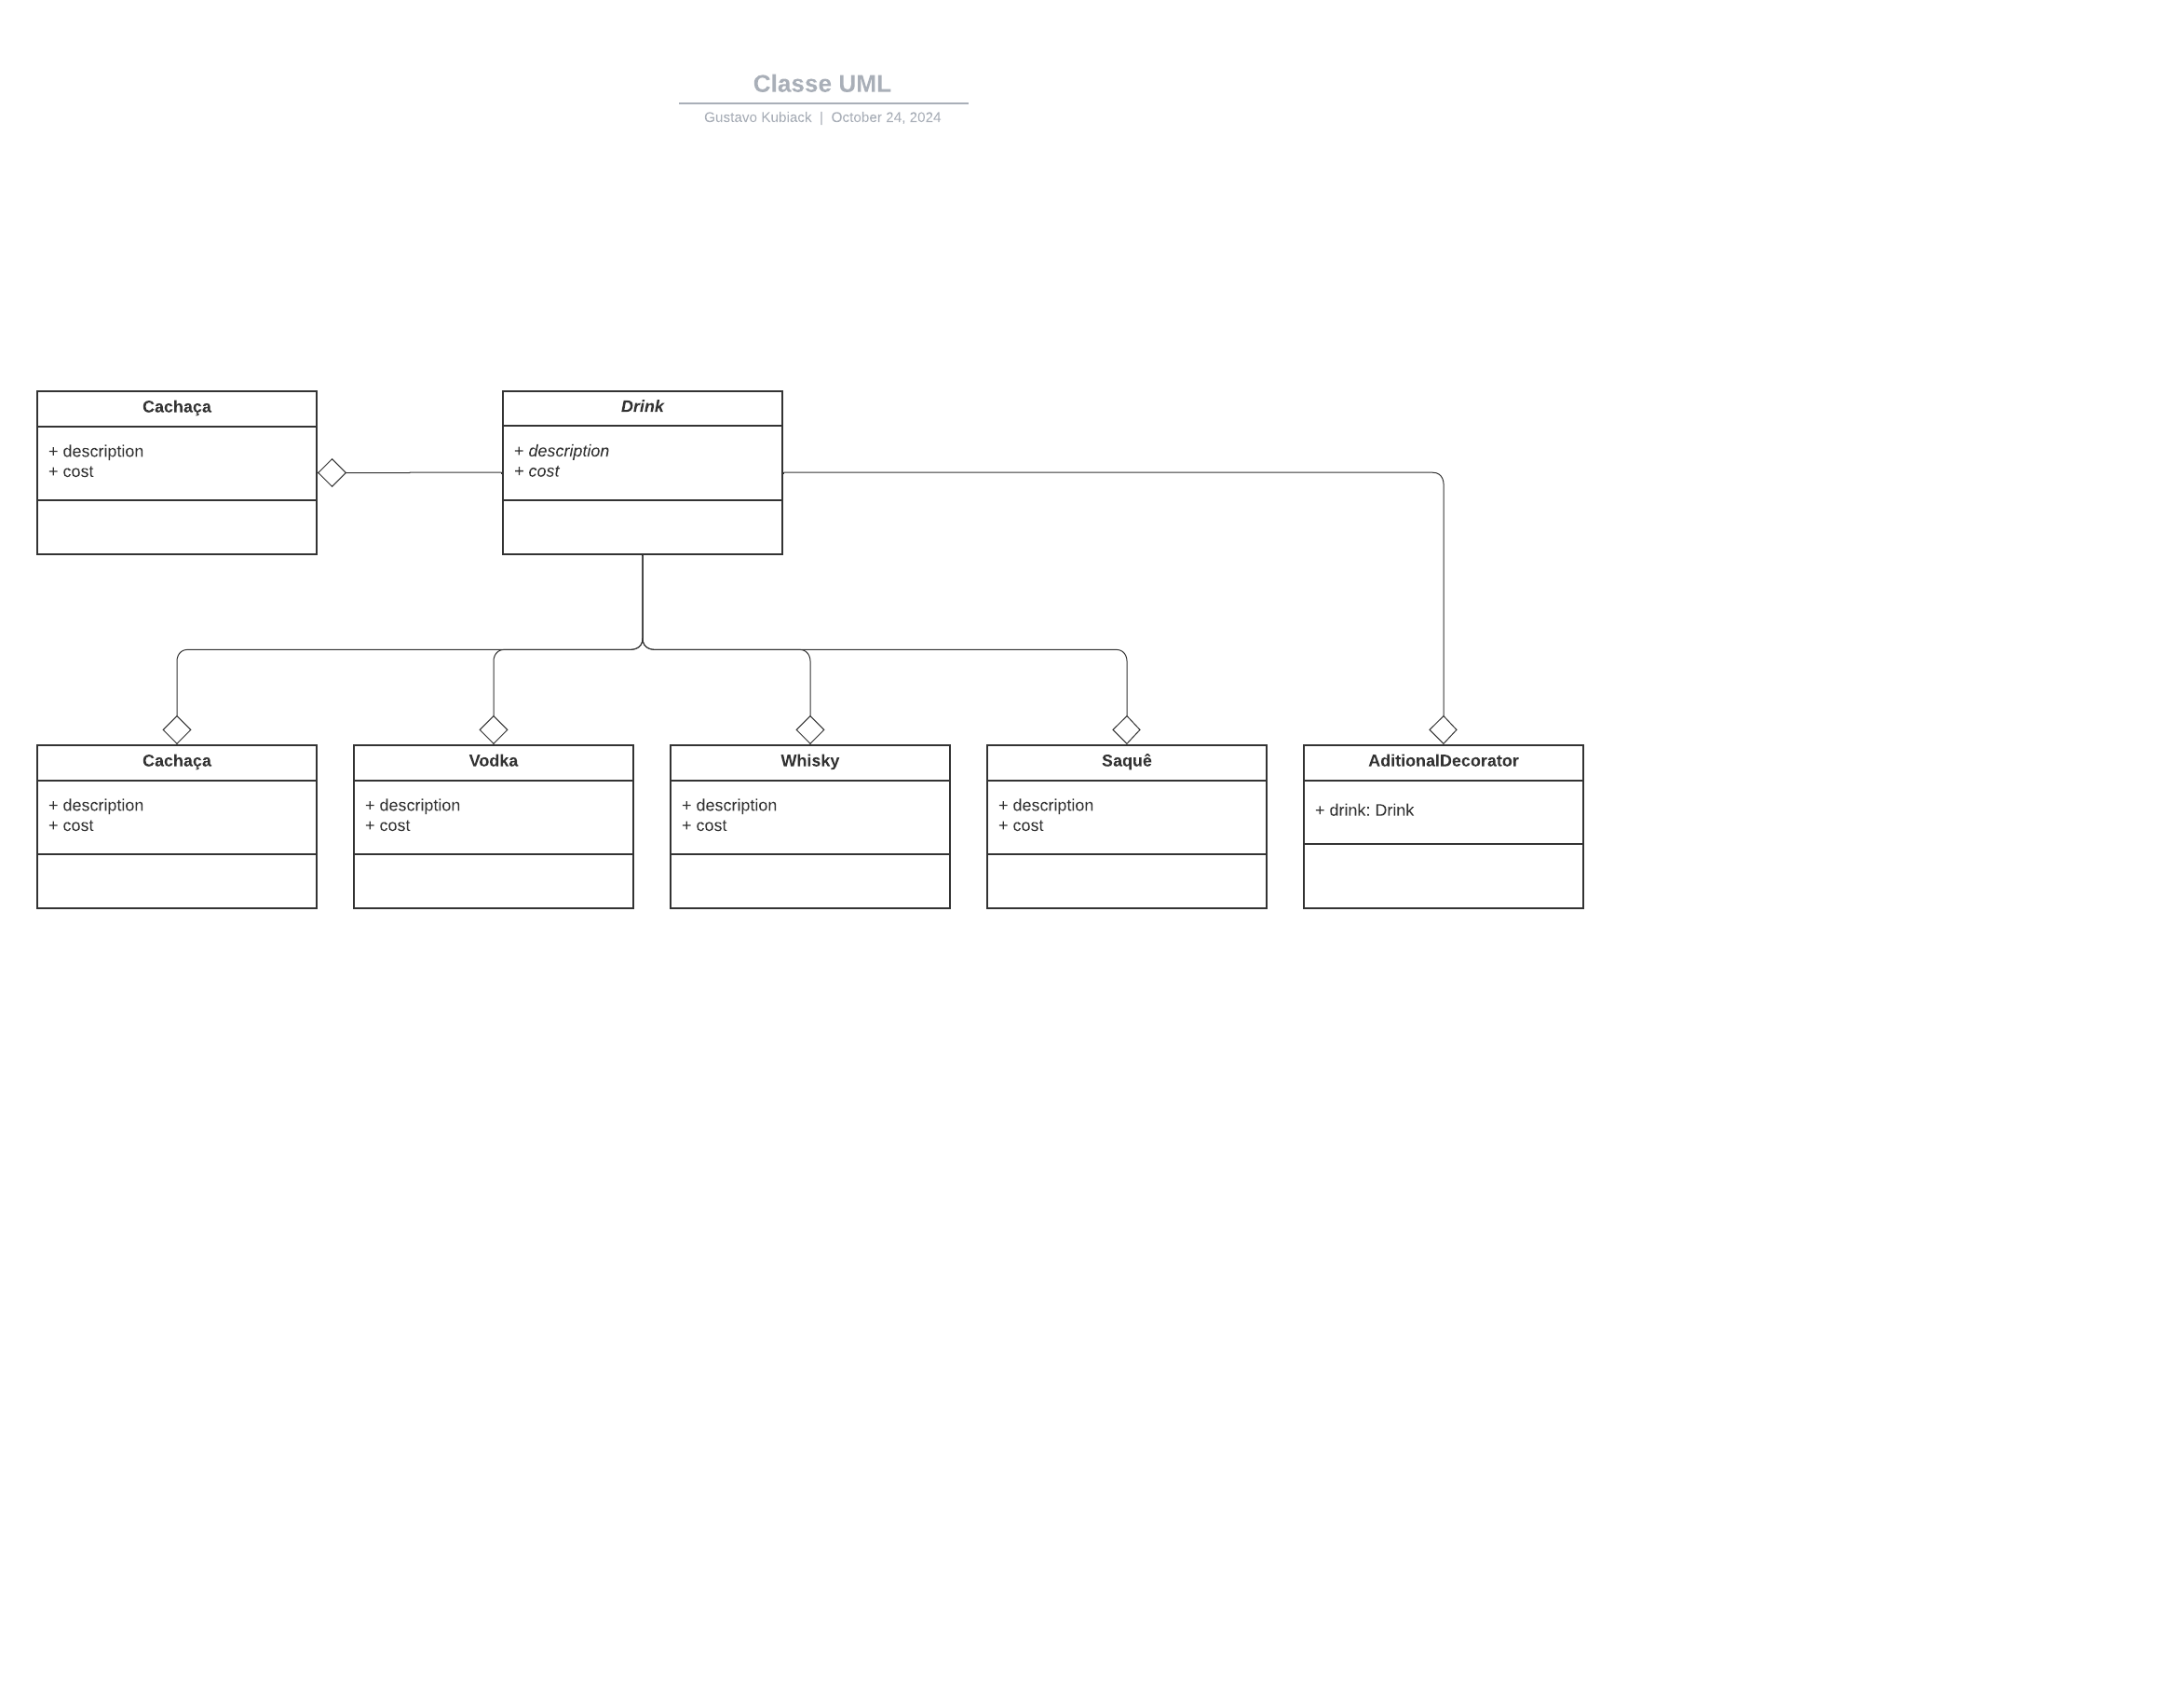 Classe UML
Gustavo Kubiack | October 24, 2024
Cachaça
+ description
+ cost
Drink
+ description
+ cost
Cachaça
+ description
+ cost
Vodka
+ description
+ cost
Whisky
+ description
+ cost
Saquê
+ description
+ cost
AditionalDecorator
+ drink: Drink